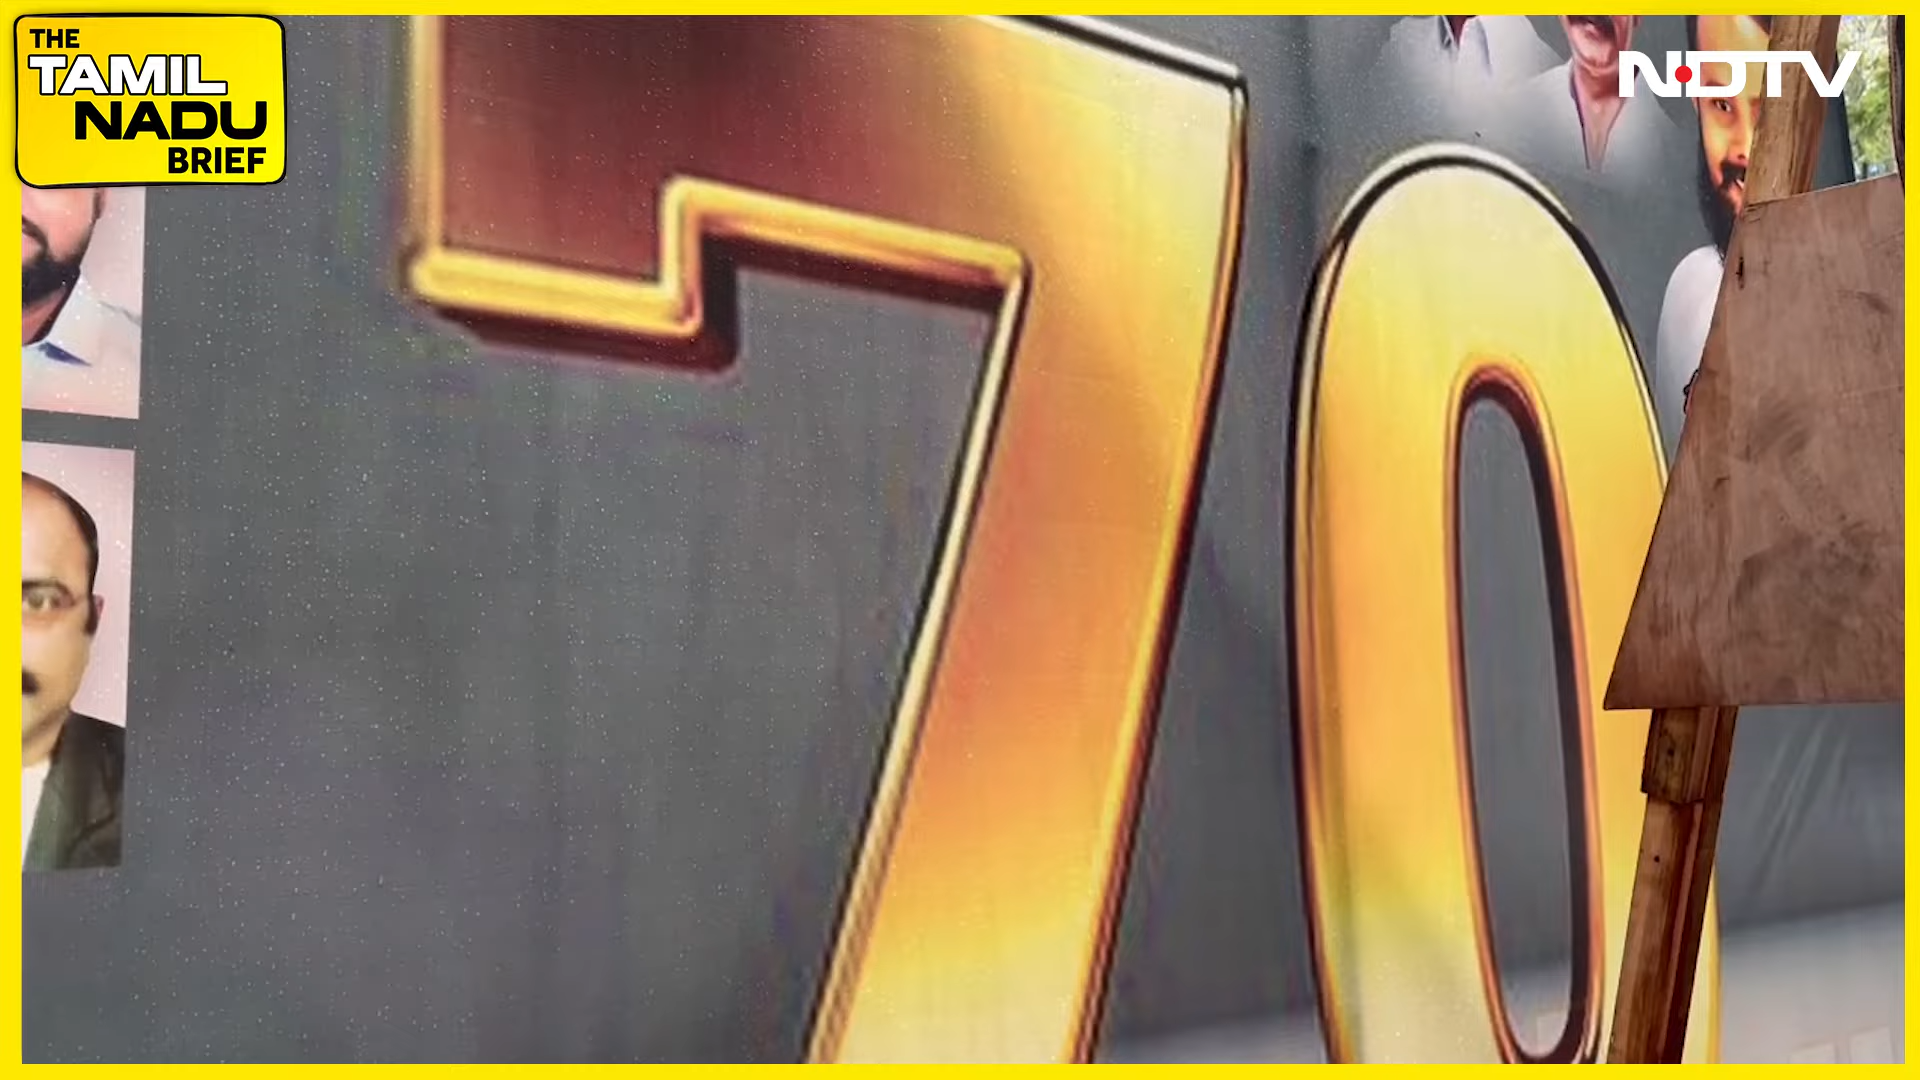 THE
TAMIL
NADU
BRIEF
NDTV
70